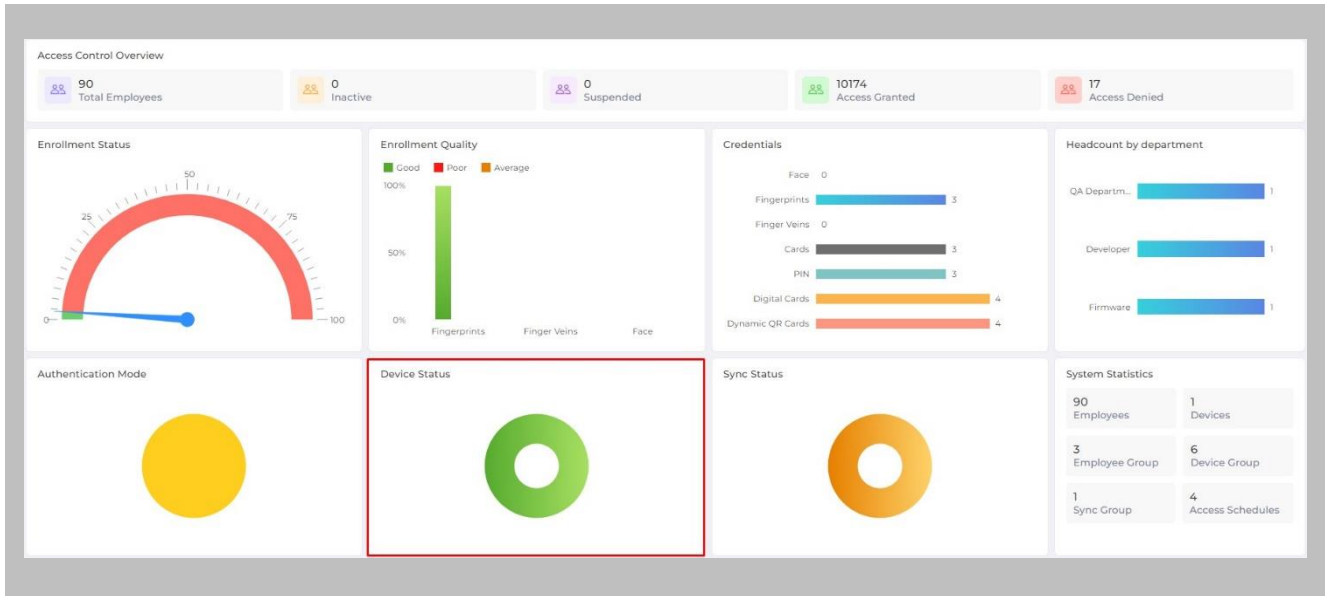 Access Control Overview
90
Total Employees
0
Inactive
0
Suspended
10174
Access Granted
17
Access Denied
Enrollment Status
0
25
50
75
100
Enrollment Quality
Good Poor Average
100%
50%
0%
Fingerprints Finger Veins Face
Credentials
Face 0
Fingerprints 3
Finger Veins 0
Cards 3
PIN 3
Digital Cards 4
Dynamic QR Cards 4
Headcount by department
QA Departm... 1
Developer 1
Firmware 1
Authentication Mode
Device Status
Sync Status
System Statistics
90
Employees
1
Devices
3
Employee Group
6
Device Group
1
Sync Group
4
Access Schedules